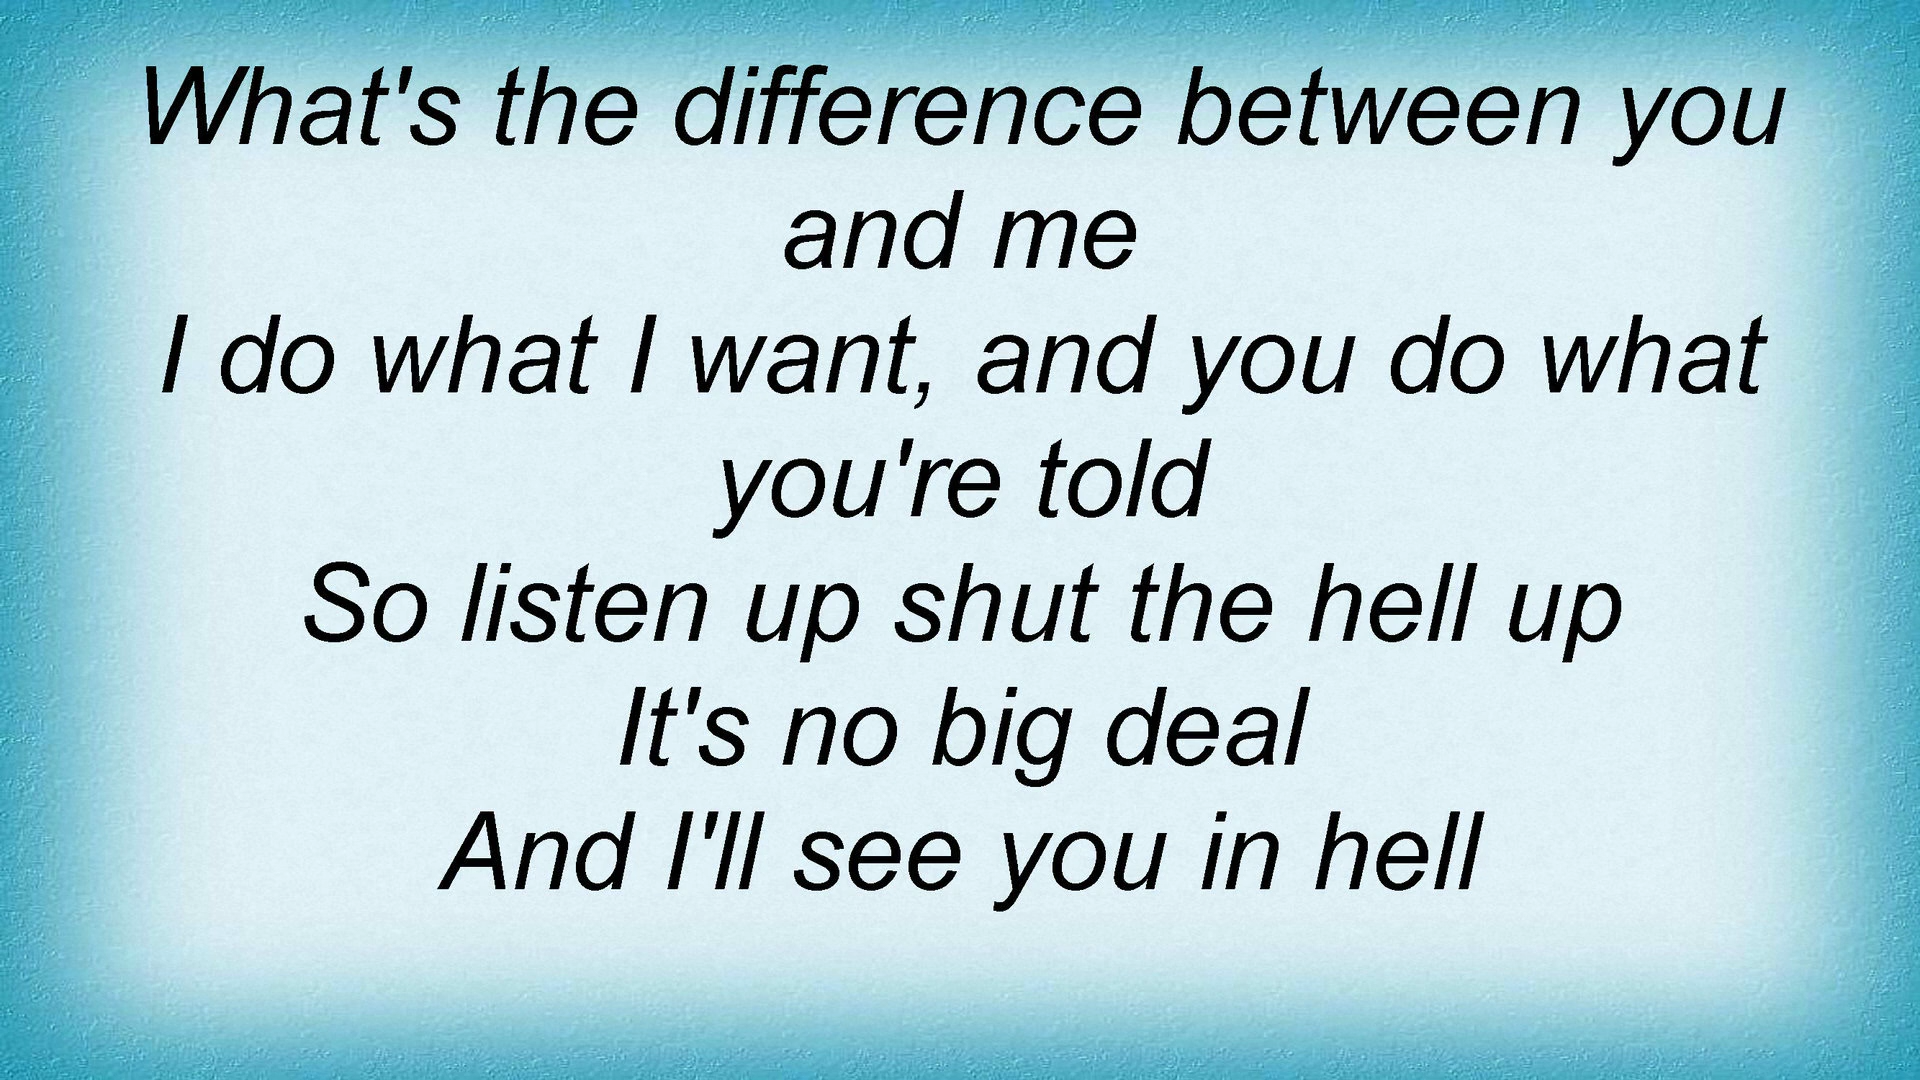 What's the difference between you
and me
I do what I want, and you do what
you're told
So listen up shut the hell up
It's no big deal
And I'll see you in hell